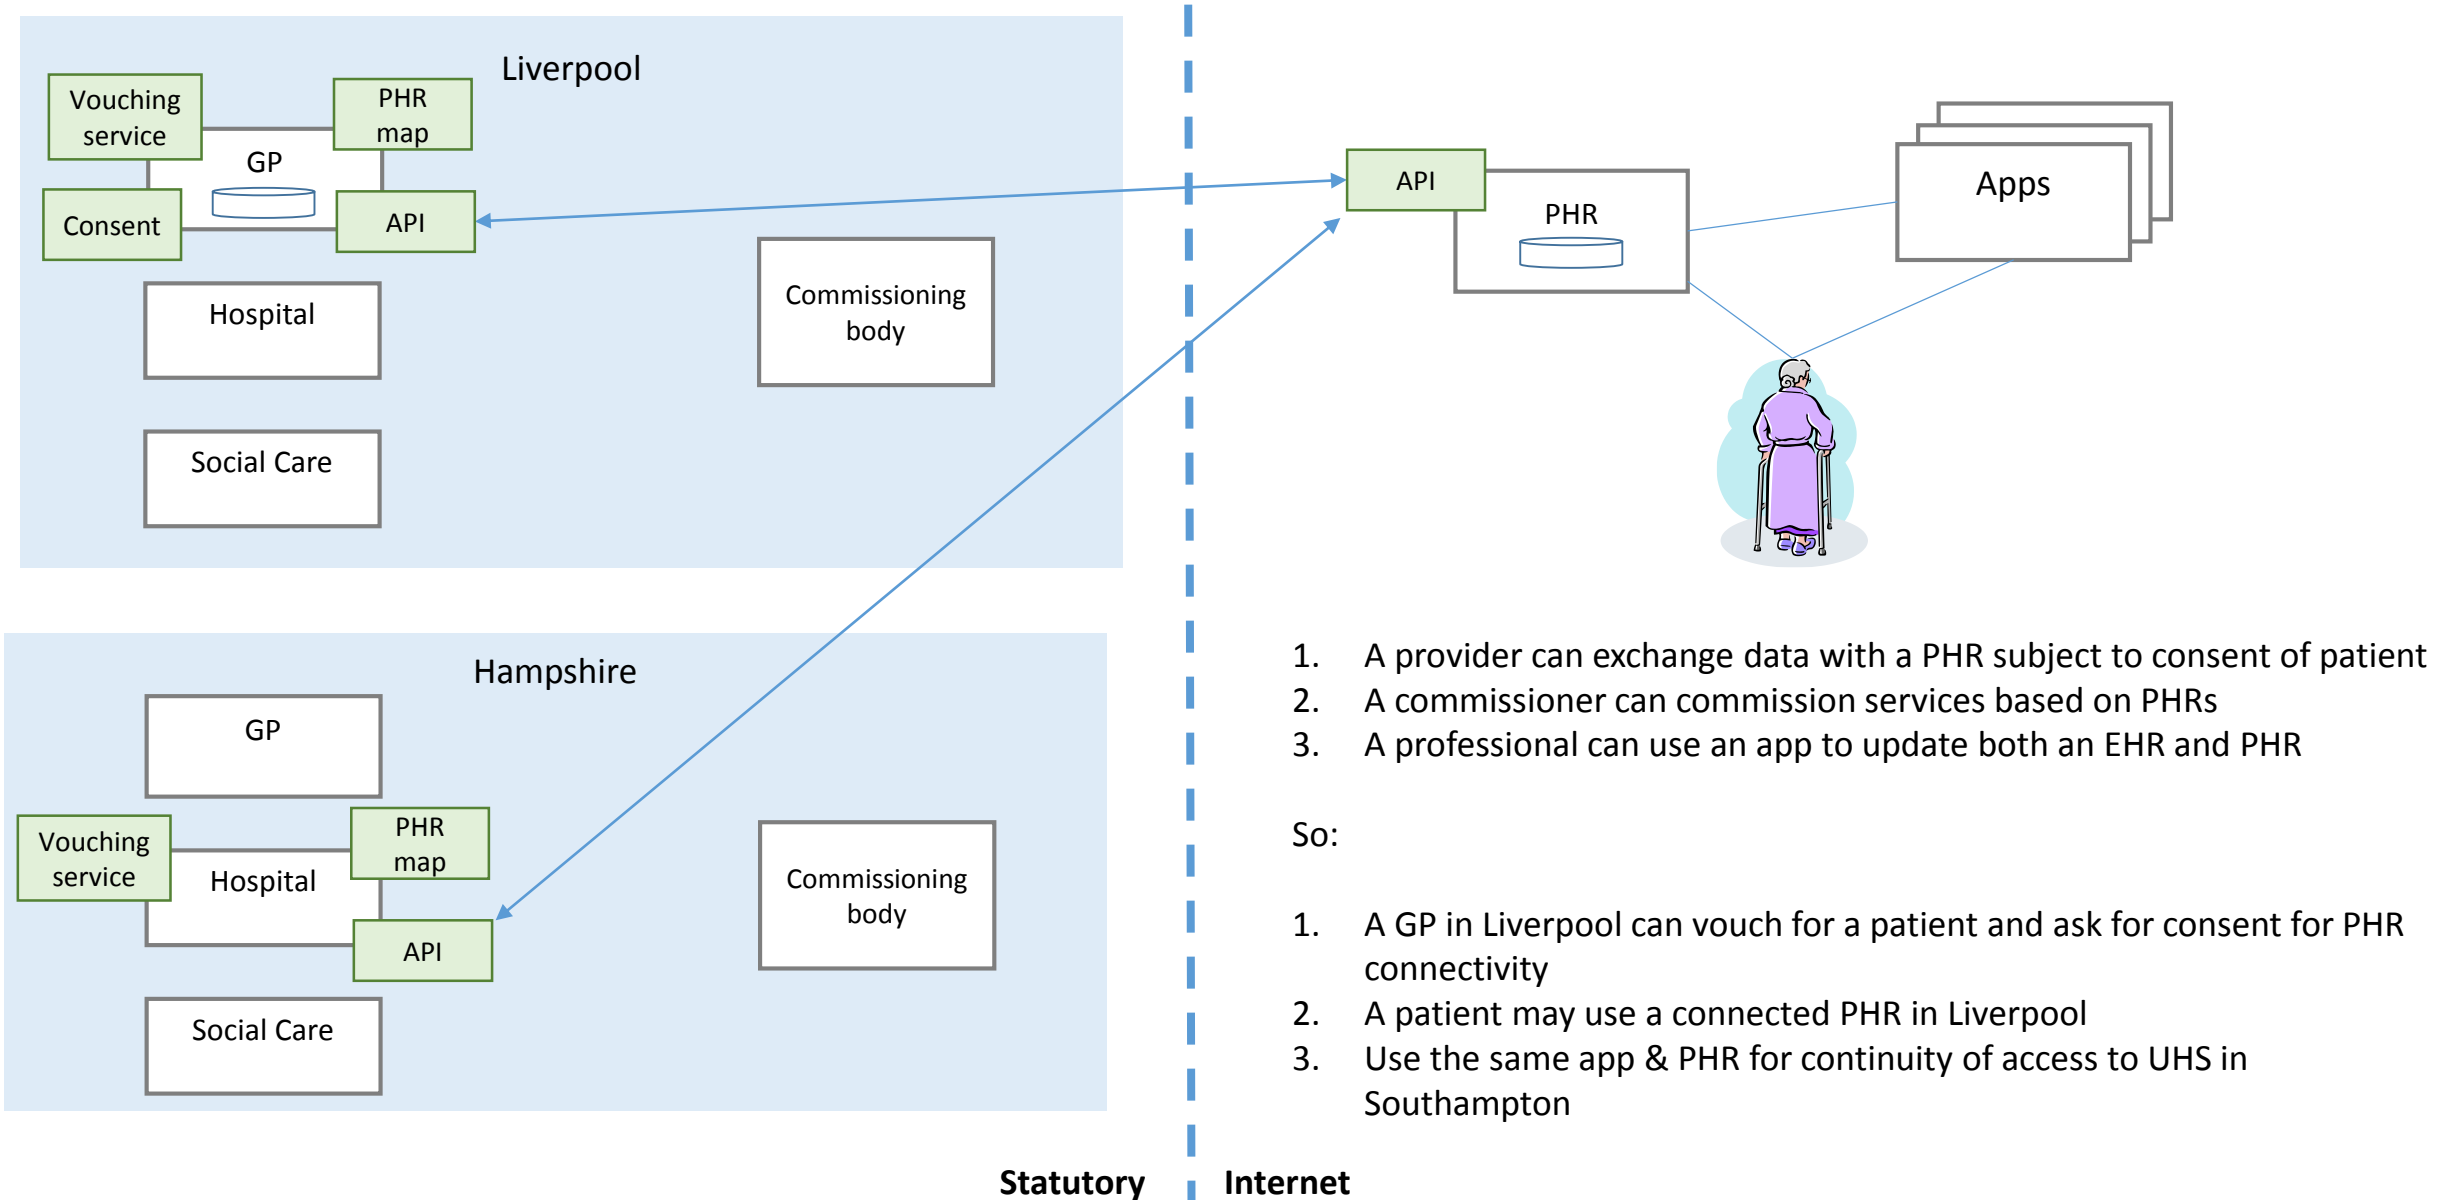 Liverpool
Vouching
service
PHR
map
GP
Consent
API
Hospital
Commissioning
body
Social Care
API
PHR
Apps
Hampshire
GP
Vouching
service
PHR
map
Hospital
API
Commissioning
body
Social Care
1. A provider can exchange data with a PHR subject to consent of patient
2. A commissioner can commission services based on PHRs
3. A professional can use an app to update both an EHR and PHR
So:
1. A GP in Liverpool can vouch for a patient and ask for consent for PHR
connectivity
2. A patient may use a connected PHR in Liverpool
3. Use the same app & PHR for continuity of access to UHS in
Southampton
Statutory
Internet